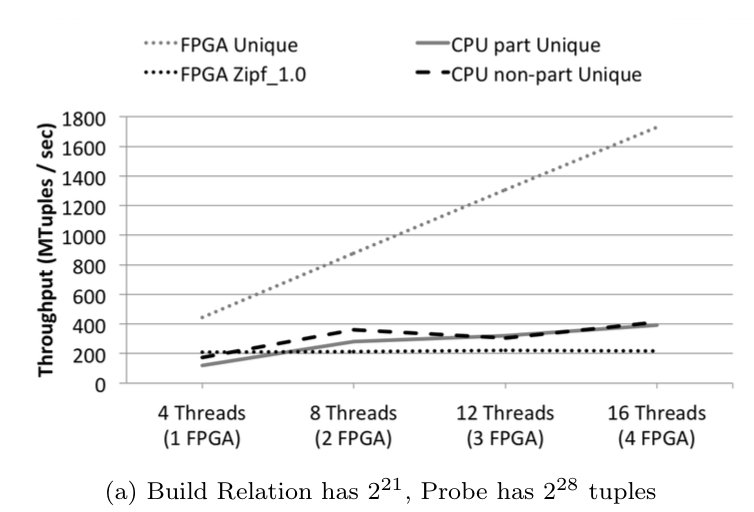 FPGA Unique
CPU part Unique
FPGA Zipf_1.0
CPU non-part Unique
Throughput (MTuples / sec)
1800
1600
1400
1200
1000
800
600
400
200
0
4 Threads
(1 FPGA)
8 Threads
(2 FPGA)
12 Threads
(3 FPGA)
16 Threads
(4 FPGA)
(a) Build Relation has 2^21, Probe has 2^28 tuples